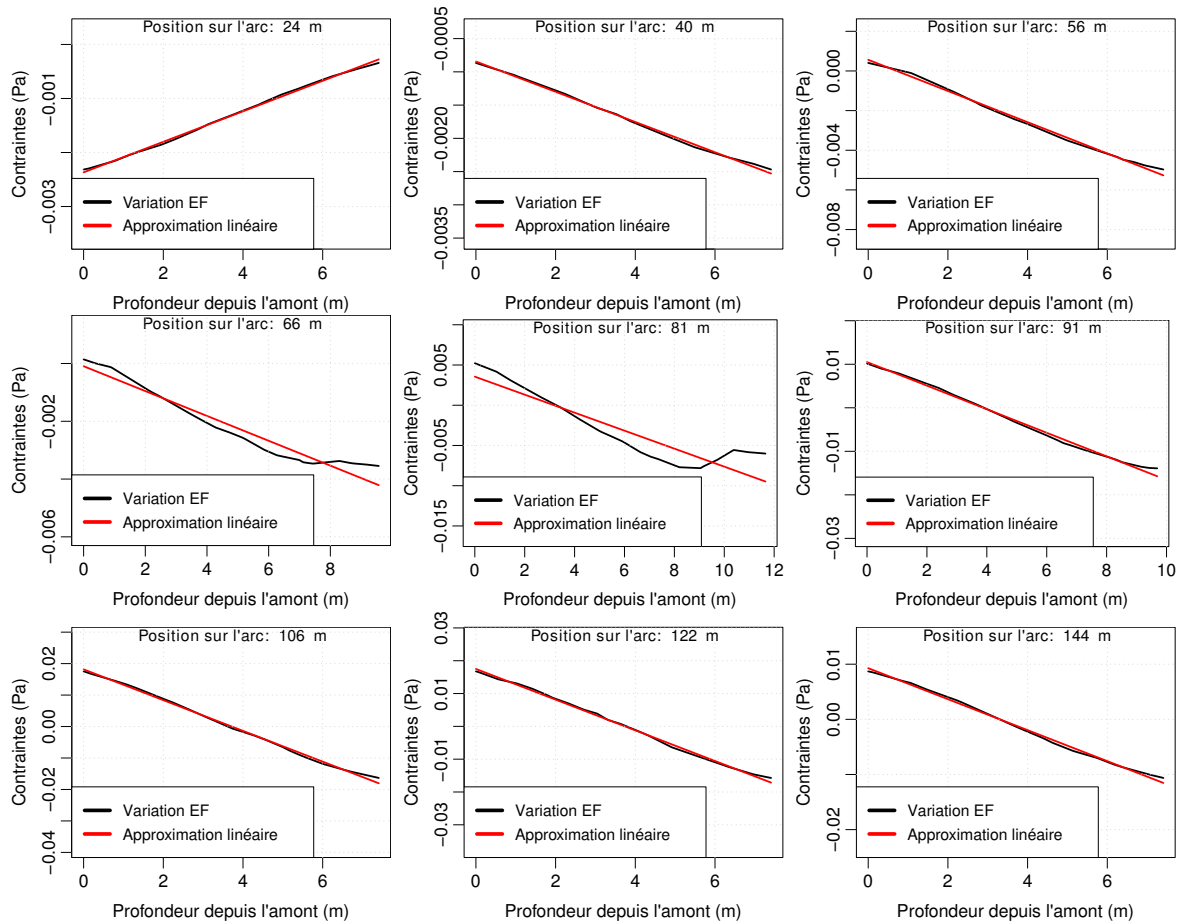 Position sur l'arc: 24 m
Contraintes (Pa)
−0.003
−0.001
Variation EF
Approximation linéaire
0 2 4 6
Profondeur depuis l'amont (m)
Position sur l'arc: 40 m
Contraintes (Pa)
−0.0035
−0.0020
−0.0005
Variation EF
Approximation linéaire
0 2 4 6
Profondeur depuis l'amont (m)
Position sur l'arc: 56 m
Contraintes (Pa)
−0.008
−0.004
0.000
Variation EF
Approximation linéaire
0 2 4 6
Profondeur depuis l'amont (m)
Position sur l'arc: 66 m
Contraintes (Pa)
−0.006
−0.002
Variation EF
Approximation linéaire
0 2 4 6 8
Profondeur depuis l'amont (m)
Position sur l'arc: 81 m
Contraintes (Pa)
−0.015
−0.005
0.005
Variation EF
Approximation linéaire
0 2 4 6 8 10 12
Profondeur depuis l'amont (m)
Position sur l'arc: 91 m
Contraintes (Pa)
−0.03
−0.01
0.01
Variation EF
Approximation linéaire
0 2 4 6 8 10
Profondeur depuis l'amont (m)
Position sur l'arc: 106 m
Contraintes (Pa)
−0.04
−0.02
0.00
0.02
Variation EF
Approximation linéaire
0 2 4 6
Profondeur depuis l'amont (m)
Position sur l'arc: 122 m
Contraintes (Pa)
−0.03
−0.01
0.01
0.03
Variation EF
Approximation linéaire
0 2 4 6
Profondeur depuis l'amont (m)
Position sur l'arc: 144 m
Contraintes (Pa)
−0.02
0.00
0.01
Variation EF
Approximation linéaire
0 2 4 6
Profondeur depuis l'amont (m)